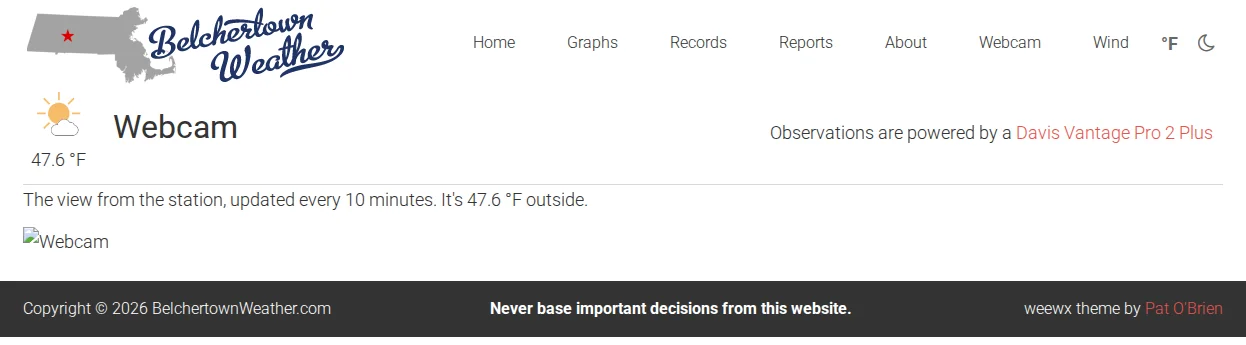 Belchertown
Weather
Home Graphs Records Reports About Webcam Wind °F
Webcam
47.6 °F
Observations are powered by a Davis Vantage Pro 2 Plus
The view from the station, updated every 10 minutes. It's 47.6 °F outside.
Webcam
Copyright © 2026 BelchertownWeather.com
Never base important decisions from this website.
weewx theme by Pat O'Brien